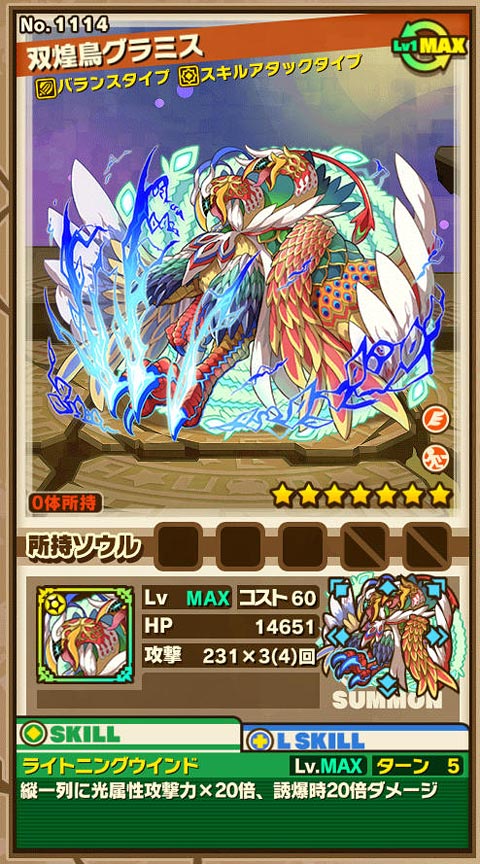 No.1114
双煌鳥グラミス
Lv1 MAX
バランスタイプ スキルアタックタイプ
E
0体所持
所持ソウル
Lv MAX コスト 60
HP 14651
攻撃 231×3(4)回
SUMMON
SKILL
L SKILL
ライトニングウインド Lv.MAX ターン 5
縦一列に光属性攻撃力×20倍、誘爆時20倍ダメージ